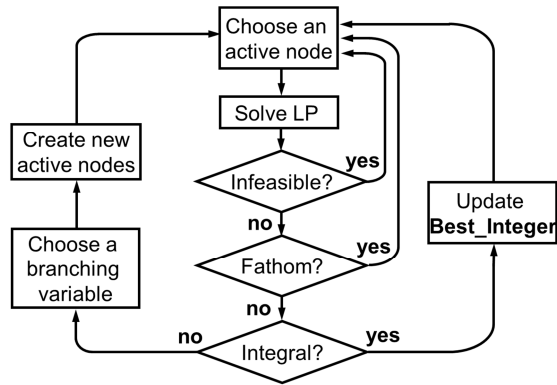 Choose an
active node
Solve LP
Infeasible?
yes
no
Fathom?
yes
no
Integral?
no
yes
Choose a
branching
variable
Create new
active nodes
Update
Best_Integer